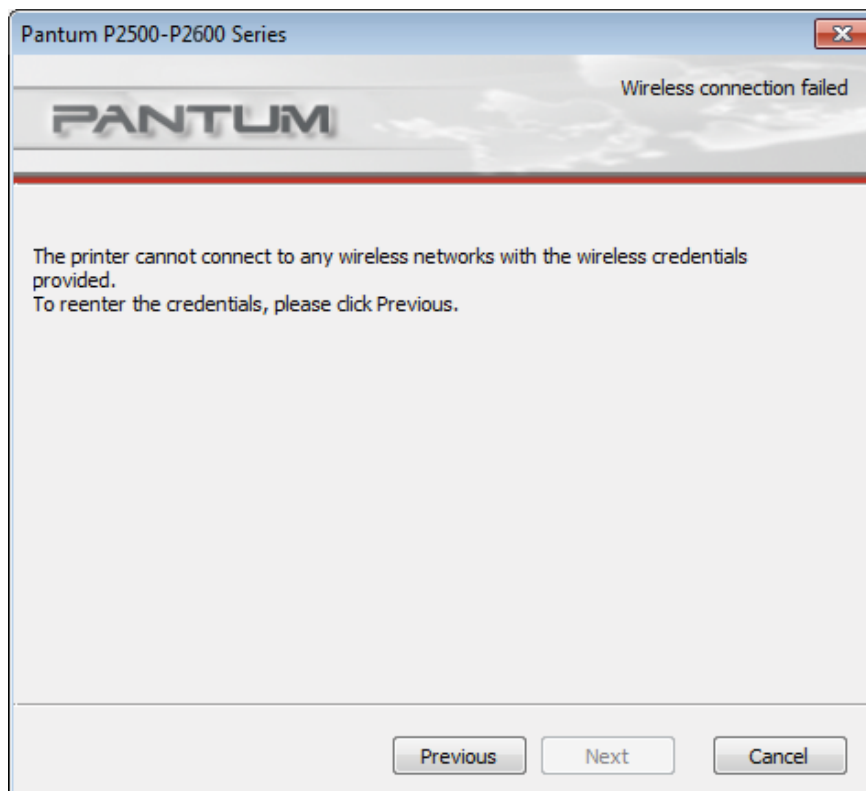 Pantum P2500-P2600 Series
Wireless connection failed
PANTUM
The printer cannot connect to any wireless networks with the wireless credentials
provided.
To reenter the credentials, please click Previous.
Previous
Next
Cancel